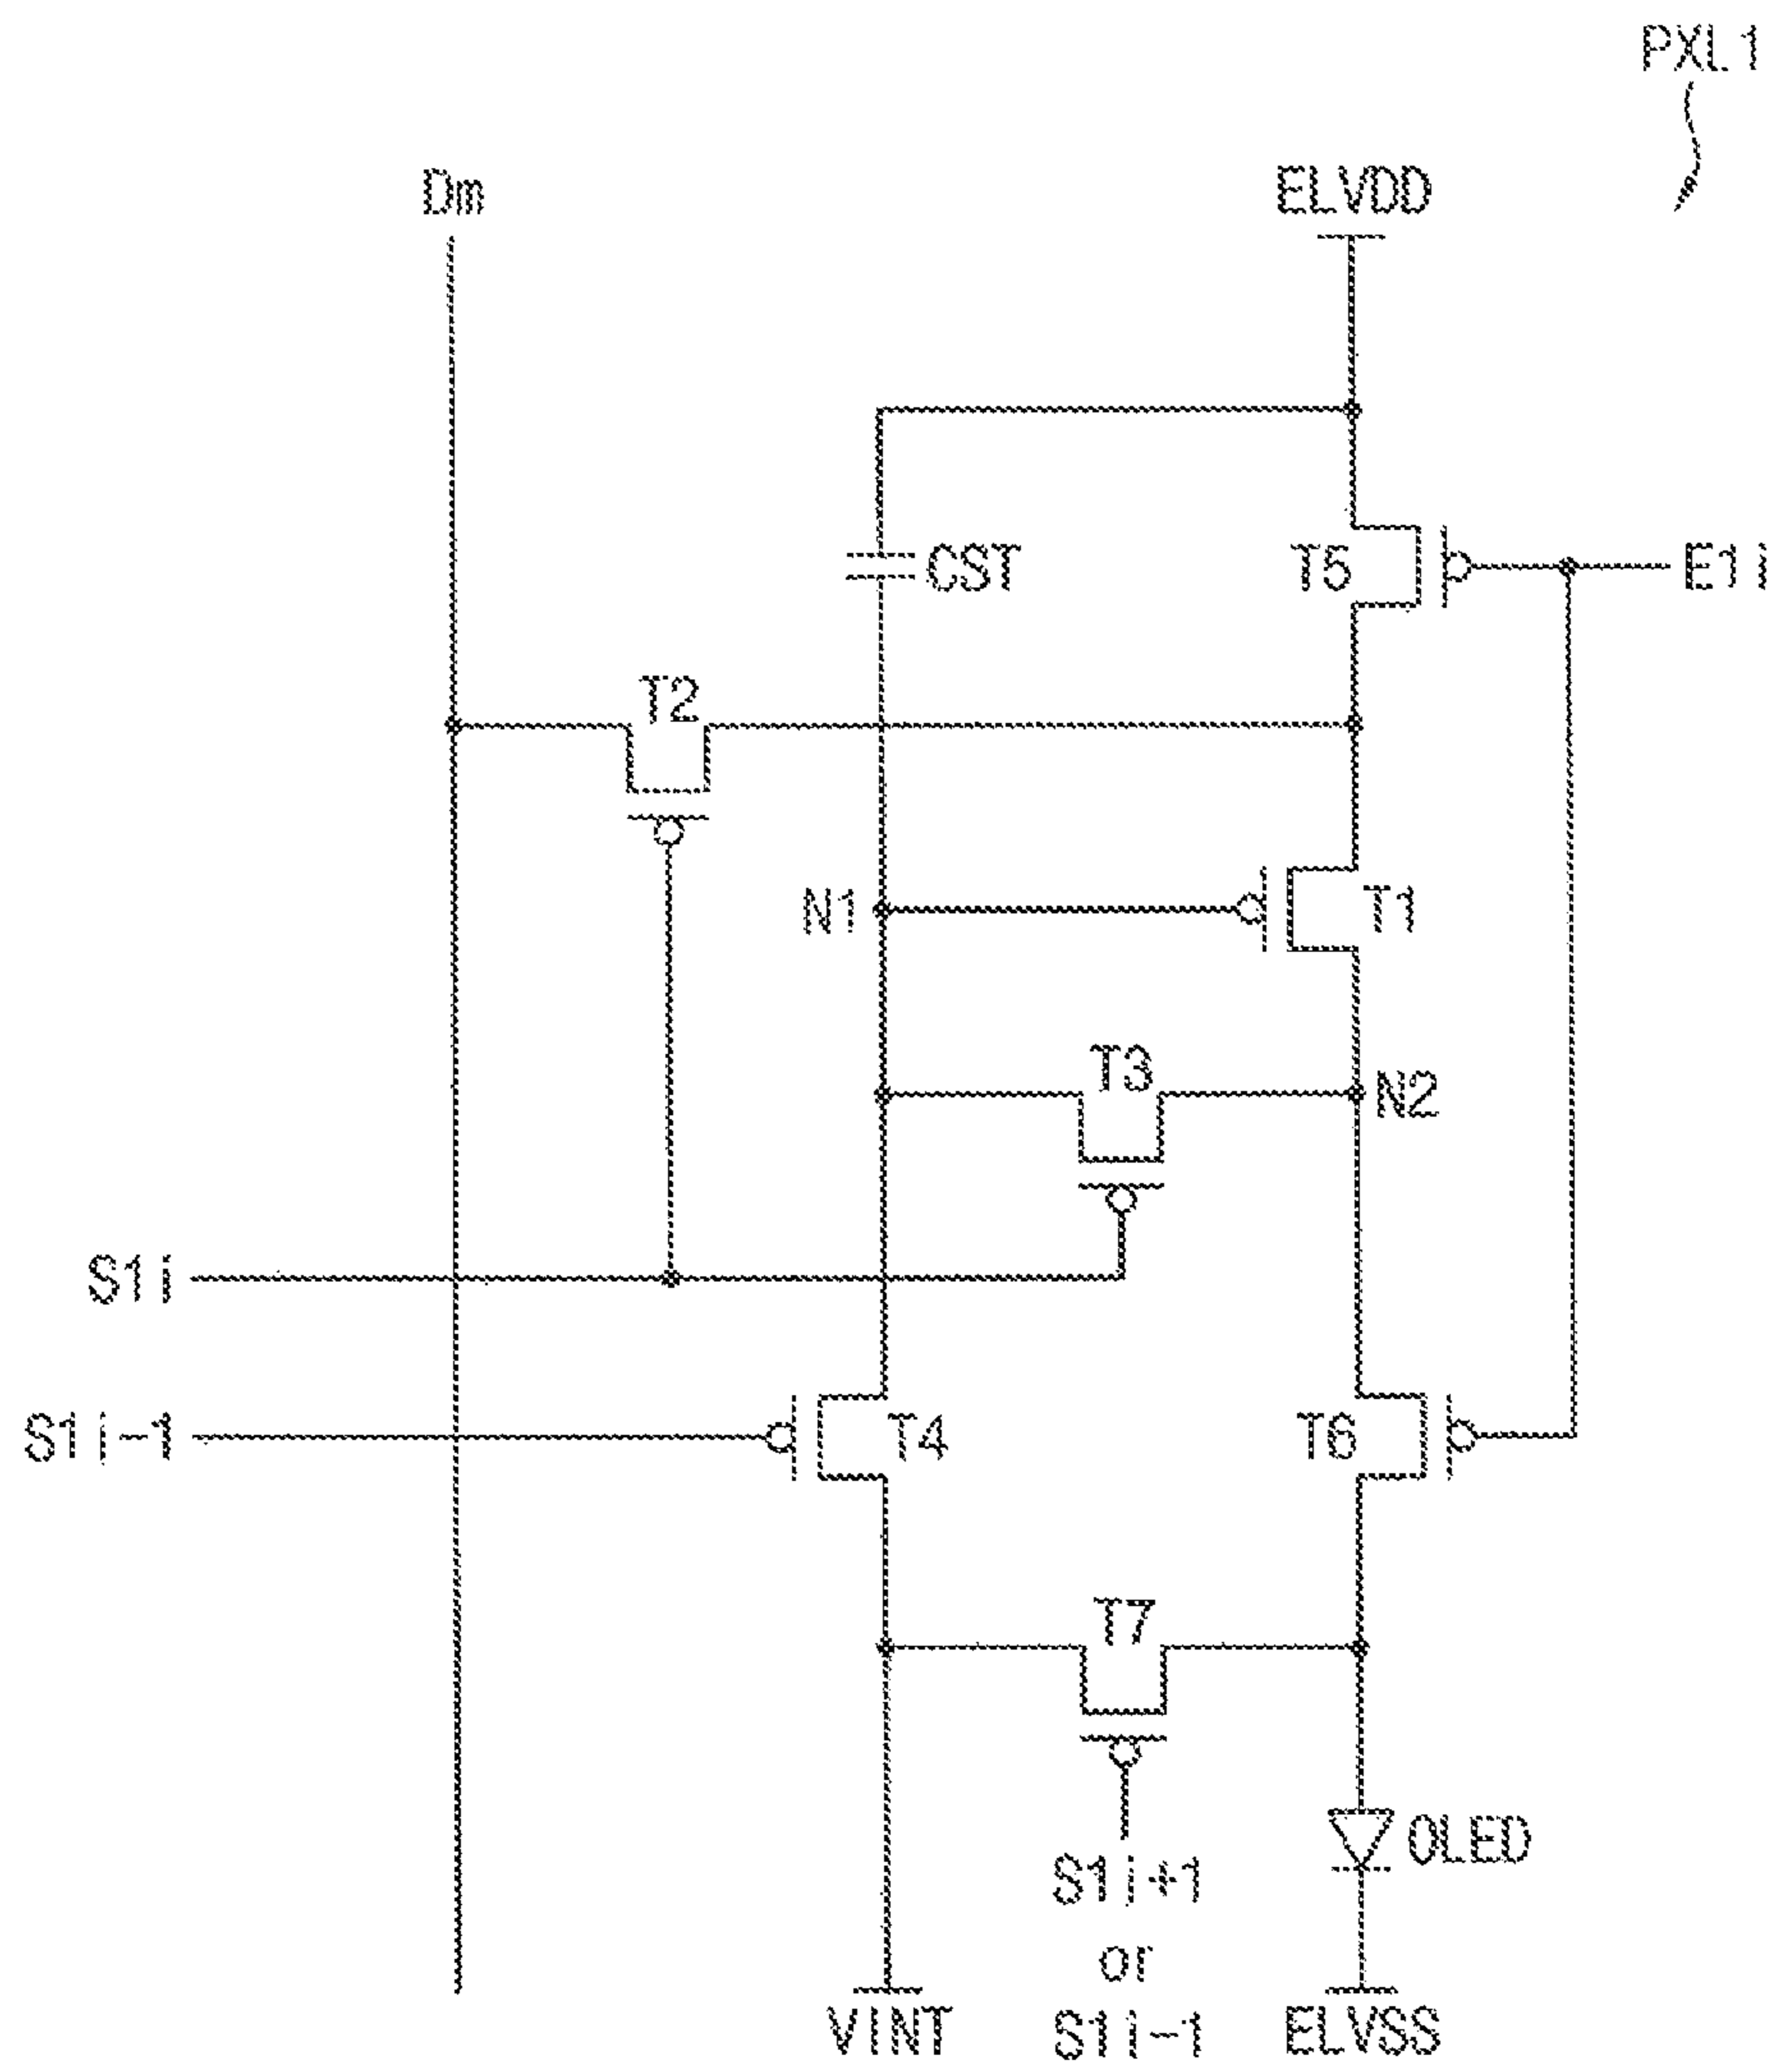 PXL1
Dm
ELVDD
CST
T5
E1i
T2
N1
T1
T3
N2
S1i
S1i-1
T4
T6
T7
OLED
S1i+1
or
S1i-1
VINT
ELVSS